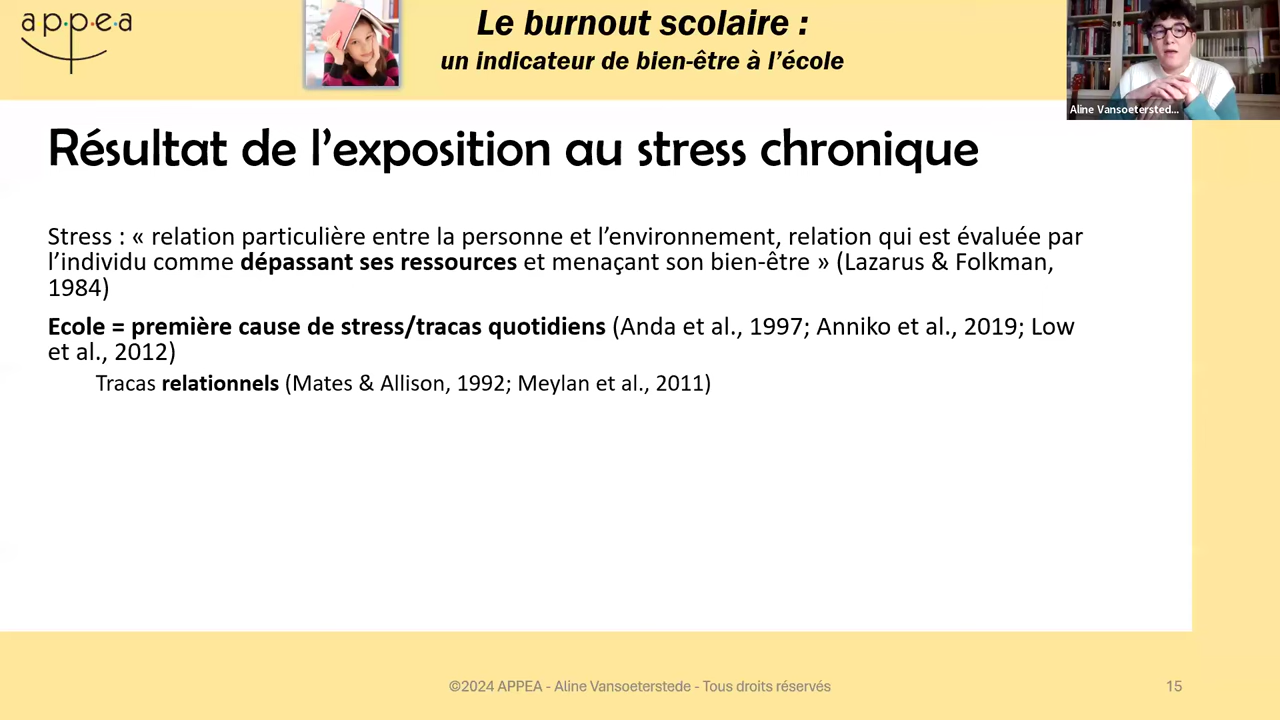 appea
Le burnout scolaire :
un indicateur de bien-être à l'école
Aline Vansoetersted...
Résultat de l'exposition au stress chronique
Stress : « relation particulière entre la personne et l'environnement, relation qui est évaluée par
l'individu comme dépassant ses ressources et menaçant son bien-être » (Lazarus & Folkman,
1984)
Ecole = première cause de stress/tracas quotidiens (Anda et al., 1997; Anniko et al., 2019; Low
et al., 2012)
Tracas relationnels (Mates & Allison, 1992; Meylan et al., 2011)
©2024 APPEA - Aline Vansoeterstede - Tous droits réservés
15